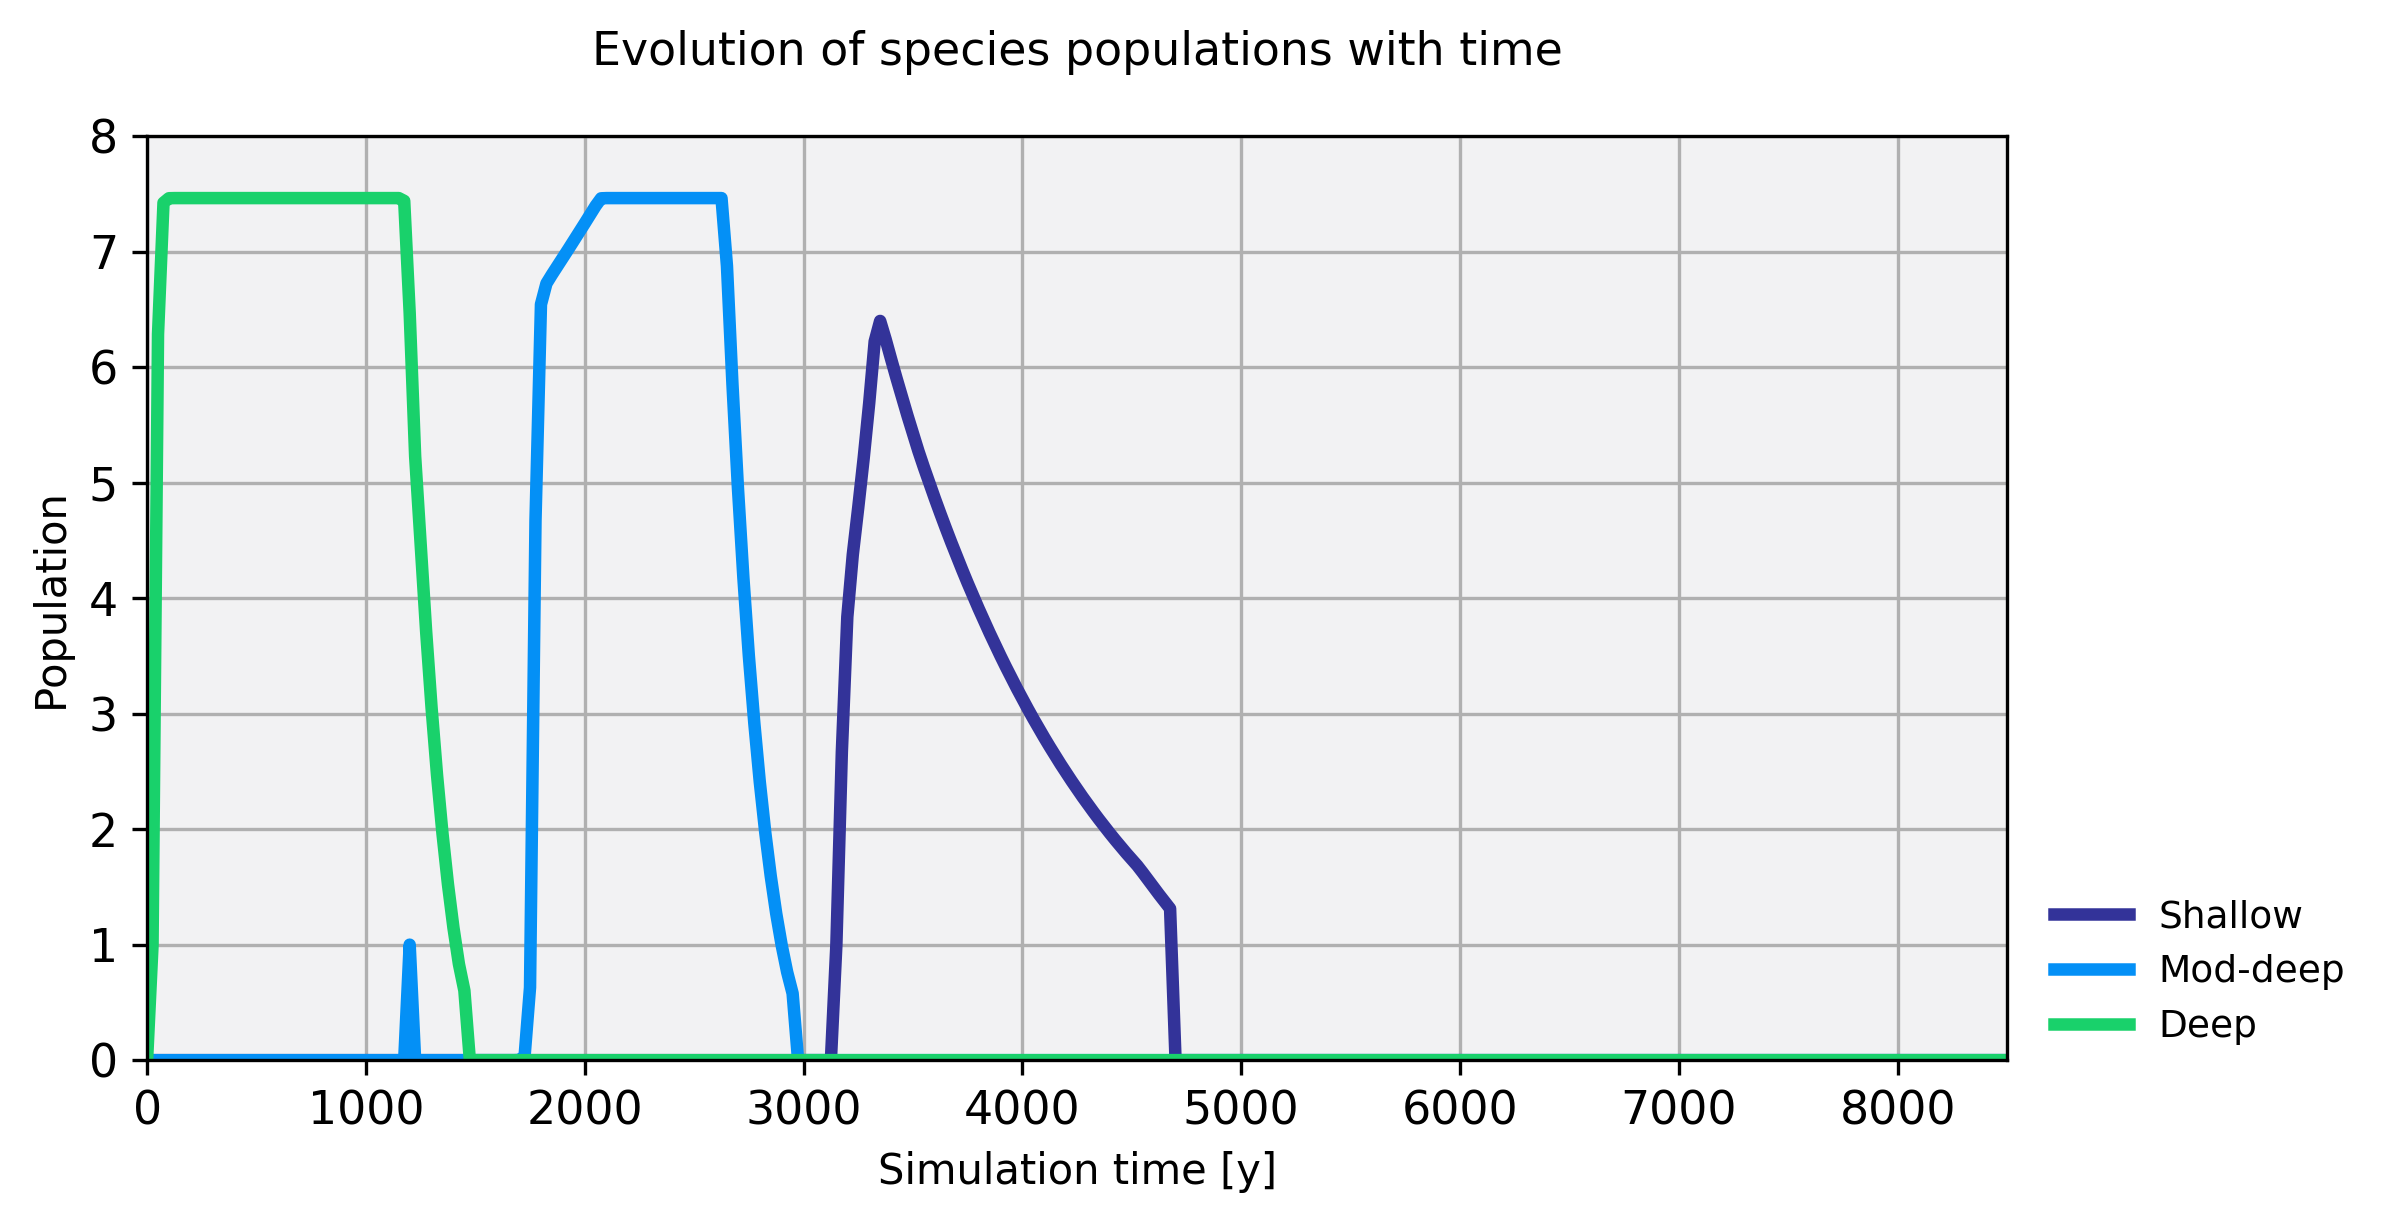 Evolution of species populations with time
8
7
6
5
4
3
2
1
0
Population
0 1000 2000 3000 4000 5000 6000 7000 8000
Simulation time [y]
Shallow
Mod-deep
Deep